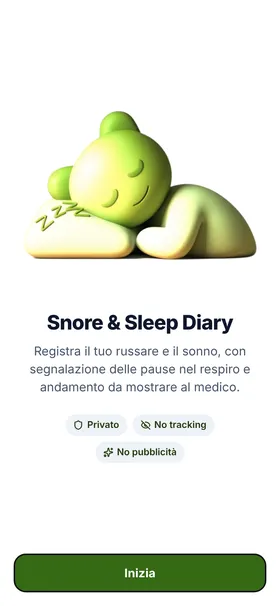 zzzz
Snore & Sleep Diary
Registra il tuo russare e il sonno, con
segnalazione delle pause nel respiro e
andamento da mostrare al medico.
Privato
No tracking
No pubblicità
Inizia